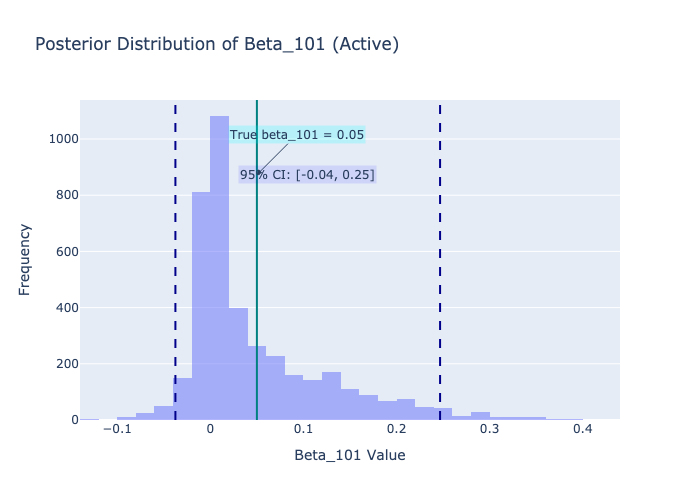 Posterior Distribution of Beta_101 (Active)
True beta_101 = 0.05
95% CI: [-0.04, 0.25]
Frequency
1000
800
600
400
200
0
−0.1
0
0.1
0.2
0.3
0.4
Beta_101 Value